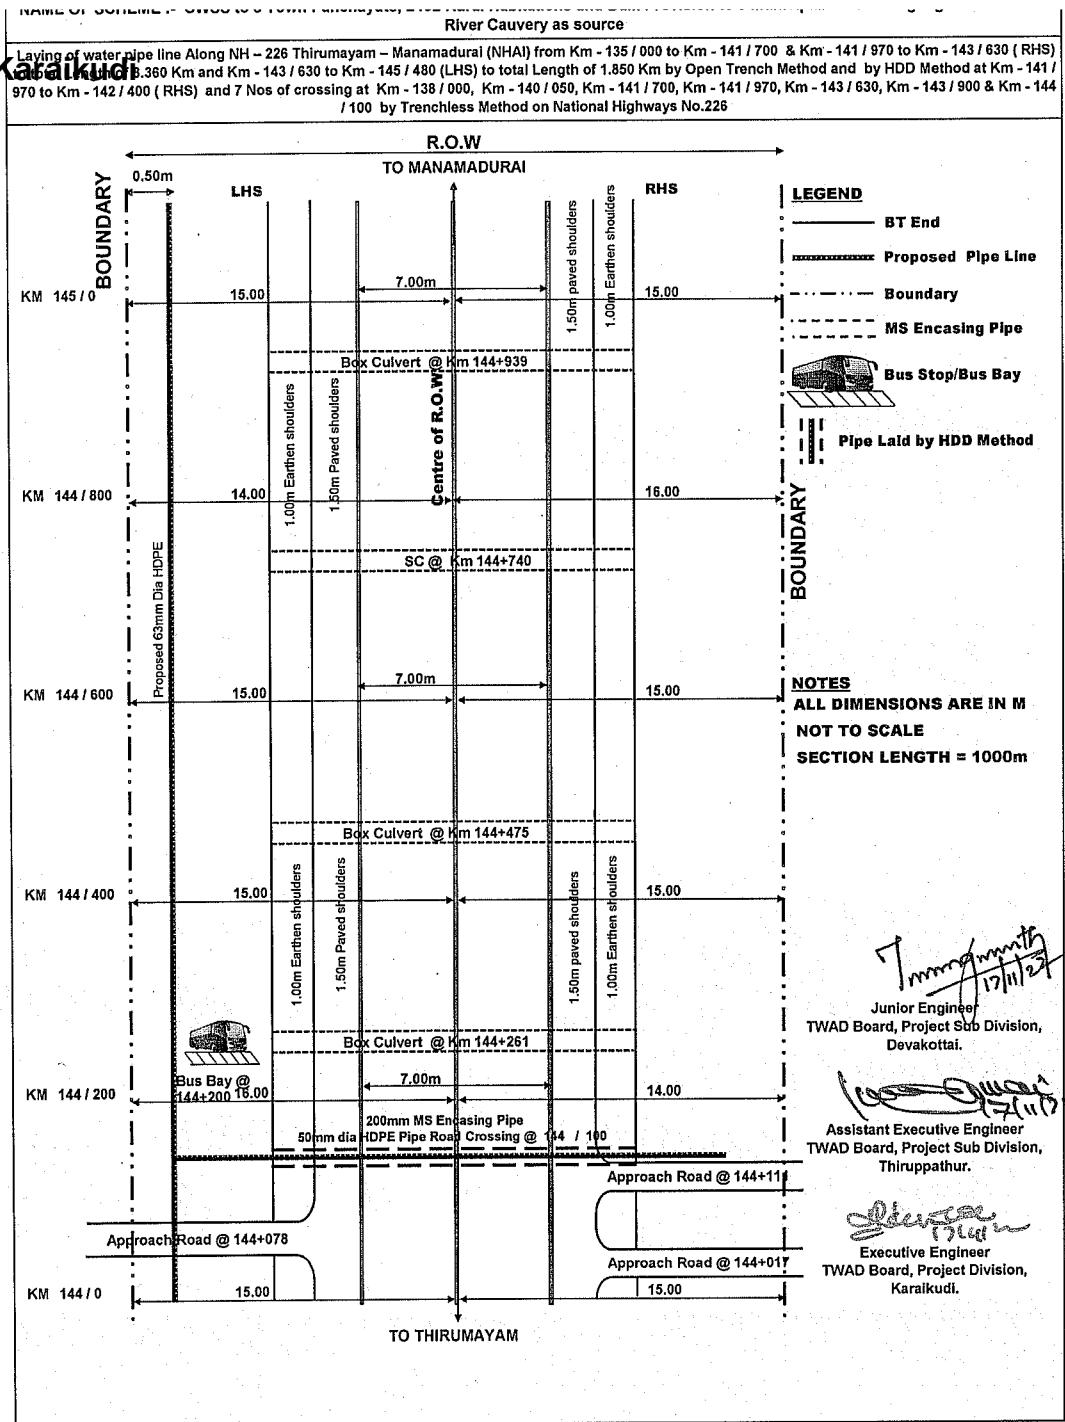 River Cauvery as source
Laying of water pipe line Along NH – 226 Thirumayam – Manamadurai (NHAI) from Km - 135 / 000 to Km - 141 / 700 & Km - 141 / 970 to Km - 143 / 630 ( RHS)
Karaikudi
to total Length of 8.360 Km and Km - 143 / 630 to Km - 145 / 480 (LHS) to total Length of 1.850 Km by Open Trench Method and by HDD Method at Km - 141 /
970 to Km - 142 / 400 ( RHS) and 7 Nos of crossing at Km - 138 / 000, Km - 140 / 050, Km - 141 / 700, Km - 141 / 970, Km - 143 / 630, Km - 143 / 900 & Km - 144
/ 100 by Trenchless Method on National Highways No.226
R.O.W
TO MANAMADURAI
0.50m
BOUNDARY
LHS
RHS
1.50m paved shoulders
1.00m Earthen shoulders
KM 145 / 0
15.00
7.00m
15.00
Box Culvert @ Km 144+939
1.00m Earthen shoulders
1.50m Paved shoulders
Centre of R.O.W
KM 144 / 800
14.00
16.00
BOUNDARY
SC @ Km 144+740
Proposed 63mm Dia HDPE
KM 144 / 600
15.00
7.00m
15.00
Box Culvert @ Km 144+475
KM 144 / 400
15.00
15.00
1.00m Earthen shoulders
1.50m Paved shoulders
1.50m paved shoulders
1.00m Earthen shoulders
Box Culvert @ Km 144+261
Bus Bay @
144+200
KM 144 / 200
16.00
7.00m
14.00
200mm MS Encasing Pipe
50mm dia HDPE Pipe Road Crossing @ 144 / 100
Approach Road @ 144+111
Approach Road @ 144+078
Approach Road @ 144+017
KM 144 / 0
15.00
15.00
TO THIRUMAYAM
LEGEND
BT End
Proposed Pipe Line
Boundary
MS Encasing Pipe
Bus Stop/Bus Bay
Pipe Laid by HDD Method
NOTES
ALL DIMENSIONS ARE IN M
NOT TO SCALE
SECTION LENGTH = 1000m
17/11/23
Junior Engineer
TWAD Board, Project Sub Division,
Devakottai.
Assistant Executive Engineer
TWAD Board, Project Sub Division,
Thiruppathur.
Executive Engineer
TWAD Board, Project Division,
Karaikudi.